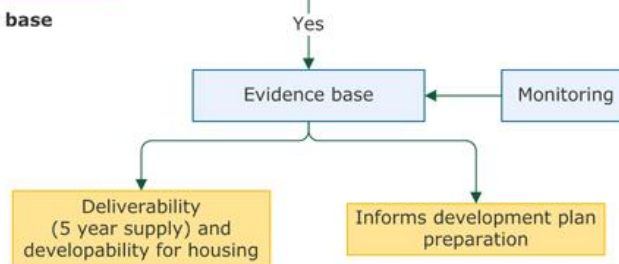 base
Yes
Evidence base
Monitoring
Deliverability
(5 year supply) and
developability for housing
Informs development plan
preparation